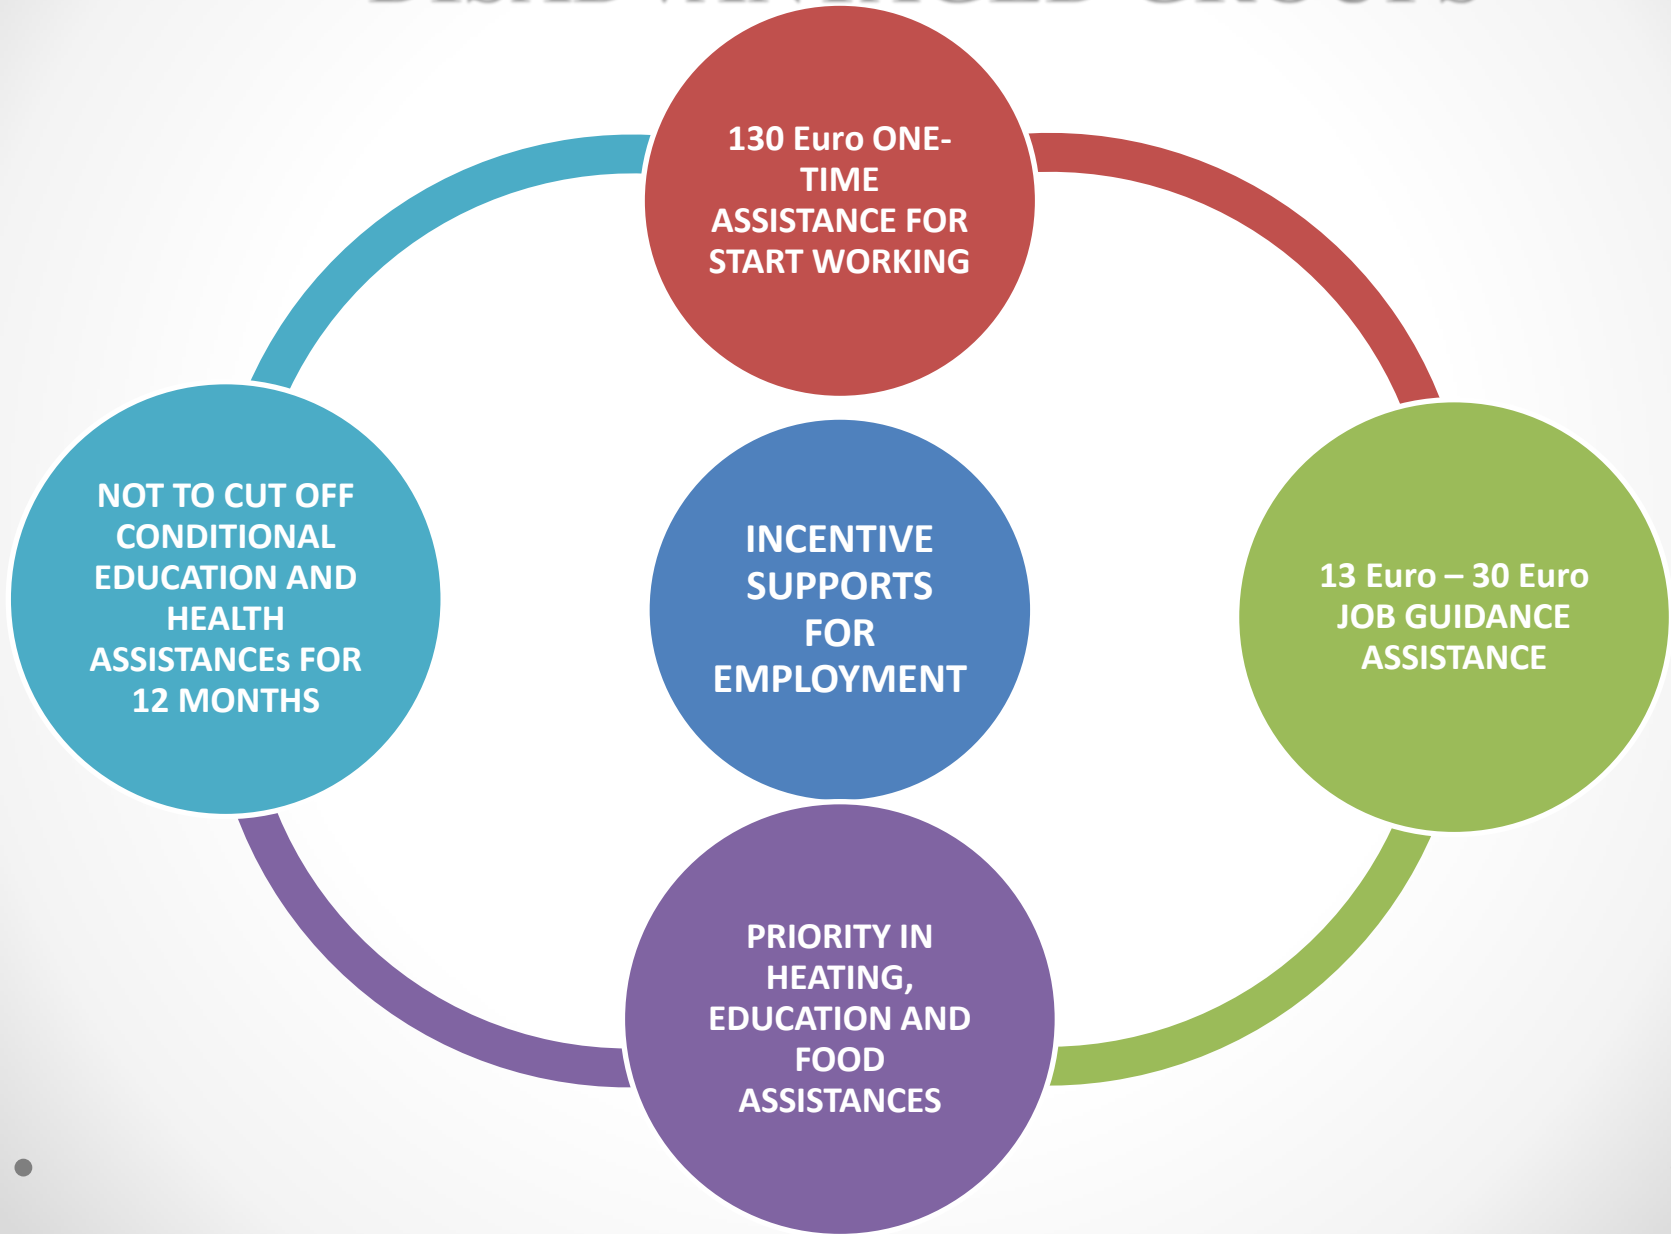 130 Euro ONE-
TIME
ASSISTANCE FOR
START WORKING
NOT TO CUT OFF
CONDITIONAL
EDUCATION AND
HEALTH
ASSISTANCEs FOR
12 MONTHS
INCENTIVE
SUPPORTS
FOR
EMPLOYMENT
13 Euro – 30 Euro
JOB GUIDANCE
ASSISTANCE
PRIORITY IN
HEATING,
EDUCATION AND
FOOD
ASSISTANCES